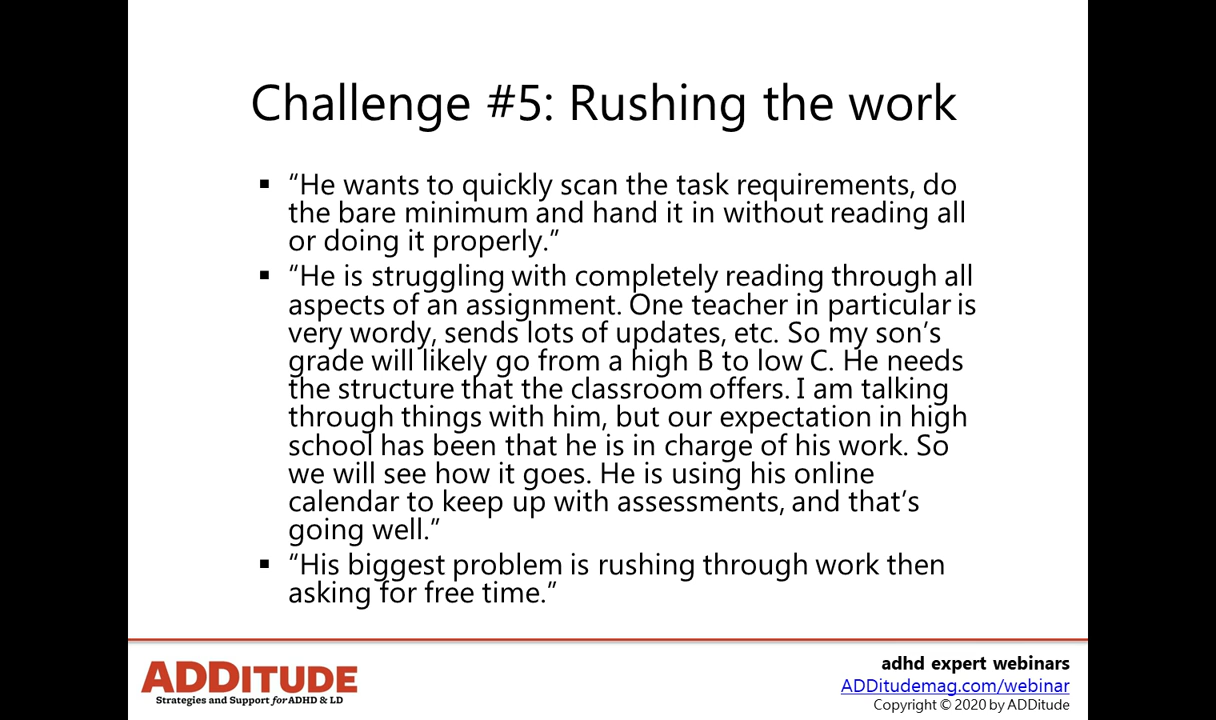 Challenge #5: Rushing the work
▪ “He wants to quickly scan the task requirements, do
the bare minimum and hand it in without reading all
or doing it properly.”
▪ “He is struggling with completely reading through all
aspects of an assignment. One teacher in particular is
very wordy, sends lots of updates, etc. So my son’s
grade will likely go from a high B to low C. He needs
the structure that the classroom offers. I am talking
through things with him, but our expectation in high
school has been that he is in charge of his work. So
we will see how it goes. He is using his online
calendar to keep up with assessments, and that’s
going well.”
▪ “His biggest problem is rushing through work then
asking for free time.”
ADDITUDE
Strategies and Support for ADHD & LD
adhd expert webinars
ADDitudemag.com/webinar
Copyright © 2020 by ADDitude